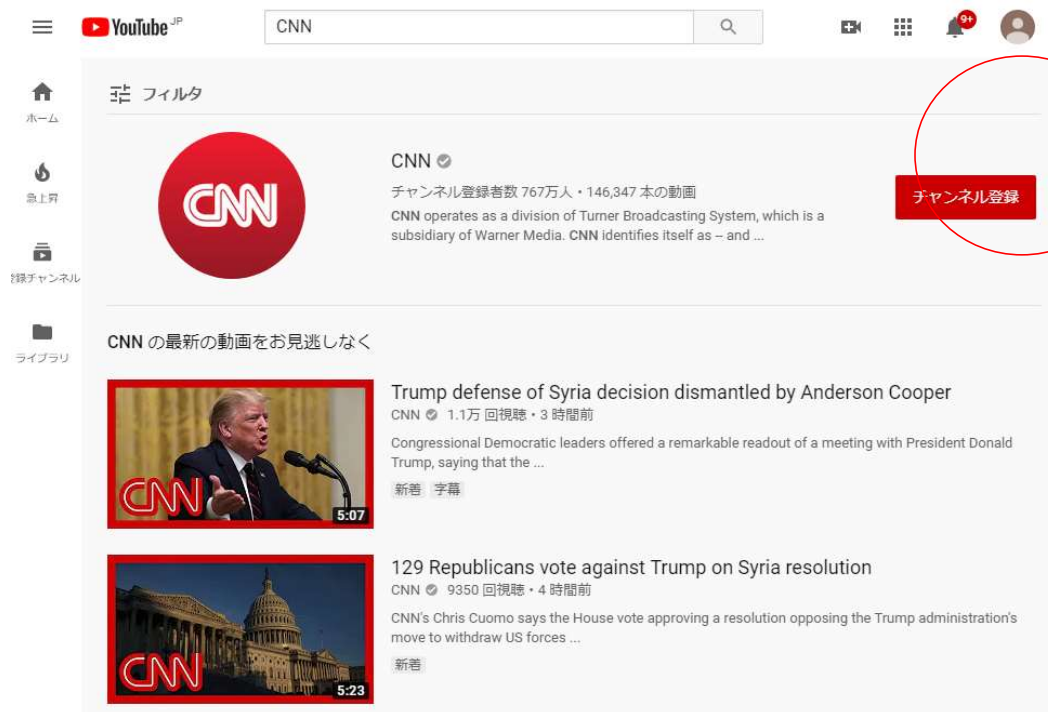 YouTube JP
CNN
9+
ホーム
急上昇
登録チャンネル
ライブラリ
フィルタ
CNN
CNN
チャンネル登録者数 767万人・146,347 本の動画
CNN operates as a division of Turner Broadcasting System, which is a
subsidiary of Warner Media. CNN identifies itself as -- and ...
チャンネル登録
CNN の最新の動画をお見逃しなく
CNN
5:07
Trump defense of Syria decision dismantled by Anderson Cooper
CNN 1.1万 回視聴・3 時間前
Congressional Democratic leaders offered a remarkable readout of a meeting with President Donald
Trump, saying that the ...
新着 字幕
CNN
5:23
129 Republicans vote against Trump on Syria resolution
CNN 9350 回視聴・4 時間前
CNN's Chris Cuomo says the House vote approving a resolution opposing the Trump administration's
move to withdraw US forces ...
新着